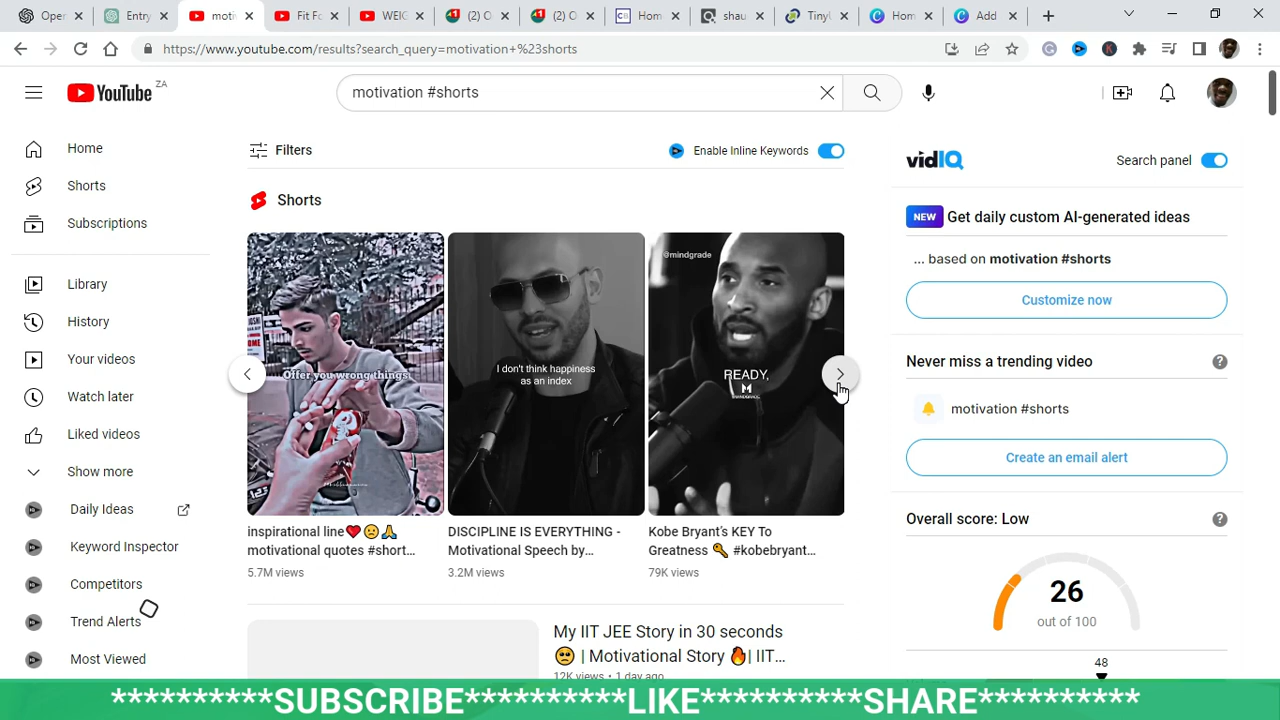 Oper
Entry
moti
Fit Fo
WEIG
(2) O
(2) O
Hom
shau
TinyU
Hom
Add
https://www.youtube.com/results?search_query=motivation+%23shorts
YouTube ZA
motivation #shorts
Home
Shorts
Subscriptions
Library
History
Your videos
Watch later
Liked videos
Show more
Daily Ideas
Keyword Inspector
Competitors
Trend Alerts
Most Viewed
Filters
Enable Inline Keywords
Shorts
Offer you wrong things
I don't think happiness
as an index
@mindgrade
READY,
inspirational line❤️☹️🙏
motivational quotes #short...
5.7M views
DISCIPLINE IS EVERYTHING -
Motivational Speech by...
3.2M views
Kobe Bryant's KEY To
Greatness 🔑 #kobebryant...
79K views
My IIT JEE Story in 30 seconds
🥺 | Motivational Story 🔥| IIT...
12K views • 1 day ago
vidIQ
Search panel
NEW Get daily custom AI-generated ideas
... based on motivation #shorts
Customize now
Never miss a trending video
motivation #shorts
Create an email alert
Overall score: Low
26
out of 100
48
**********SUBSCRIBE**********LIKE**********SHARE**********